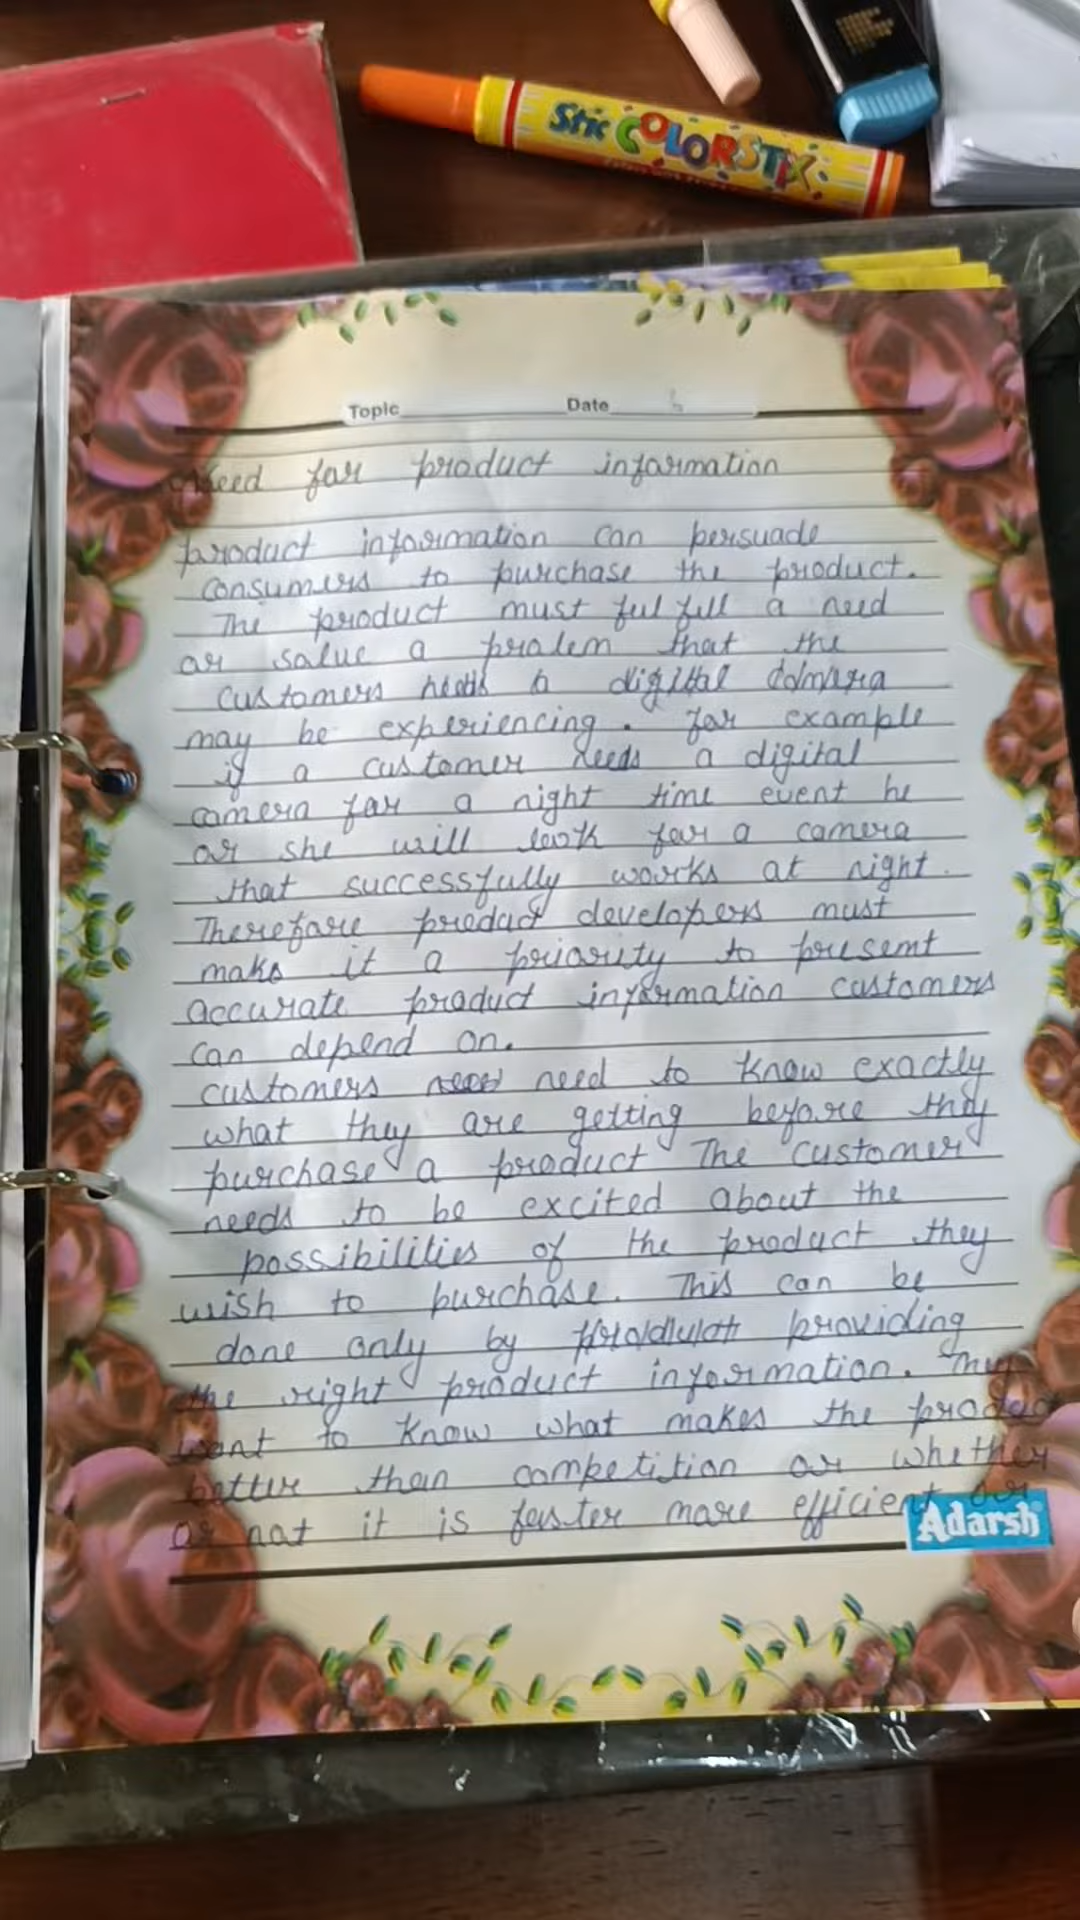 Stic COLORSTIX
Topic Date
Need for product information
product information can persuade
consumers to purchase the product.
The product must ful fill a need
or solve a problem that the
customers needs a digital camera
may be experiencing. for example
if a customer needs a digital
camera for a night time event he
or she will look for a camera
that successfully works at night.
Therefore product developers must
make it a priority to present
accurate product information customers
can depend on.
customers need need to know exactly
what they are getting before they
purchase a product The customer
needs to be excited about the
possibilities of the product they
wish to purchase. This can be
done only by product providing
the right product information. They
want to know what makes the product
better than competition or whether
or not it is faster more efficient or
Adarsh